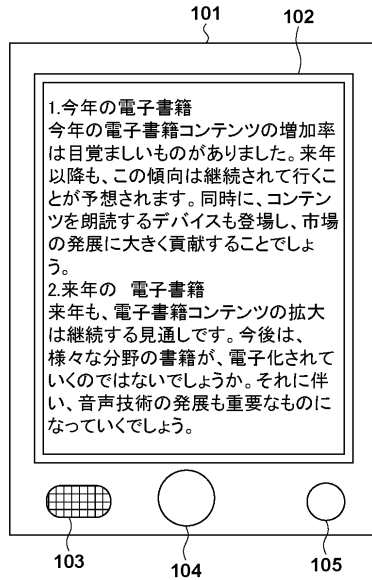 101
102
1.今年の電子書籍
今年の電子書籍コンテンツの増加率
は目覚ましいものがありました。来年
以降も、この傾向は継続されて行くこ
とが予想されます。同時に、コンテン
ツを朗読するデバイスも登場し、市場
の発展に大きく貢献することでしょ
う。
2.来年の　電子書籍
来年も、電子書籍コンテンツの拡大
は継続する見通しです。今後は、
様々な分野の書籍が、電子化されて
いくのではないでしょうか。それに伴
い、音声技術の発展も重要なものに
なっていくでしょう。
103
104
105